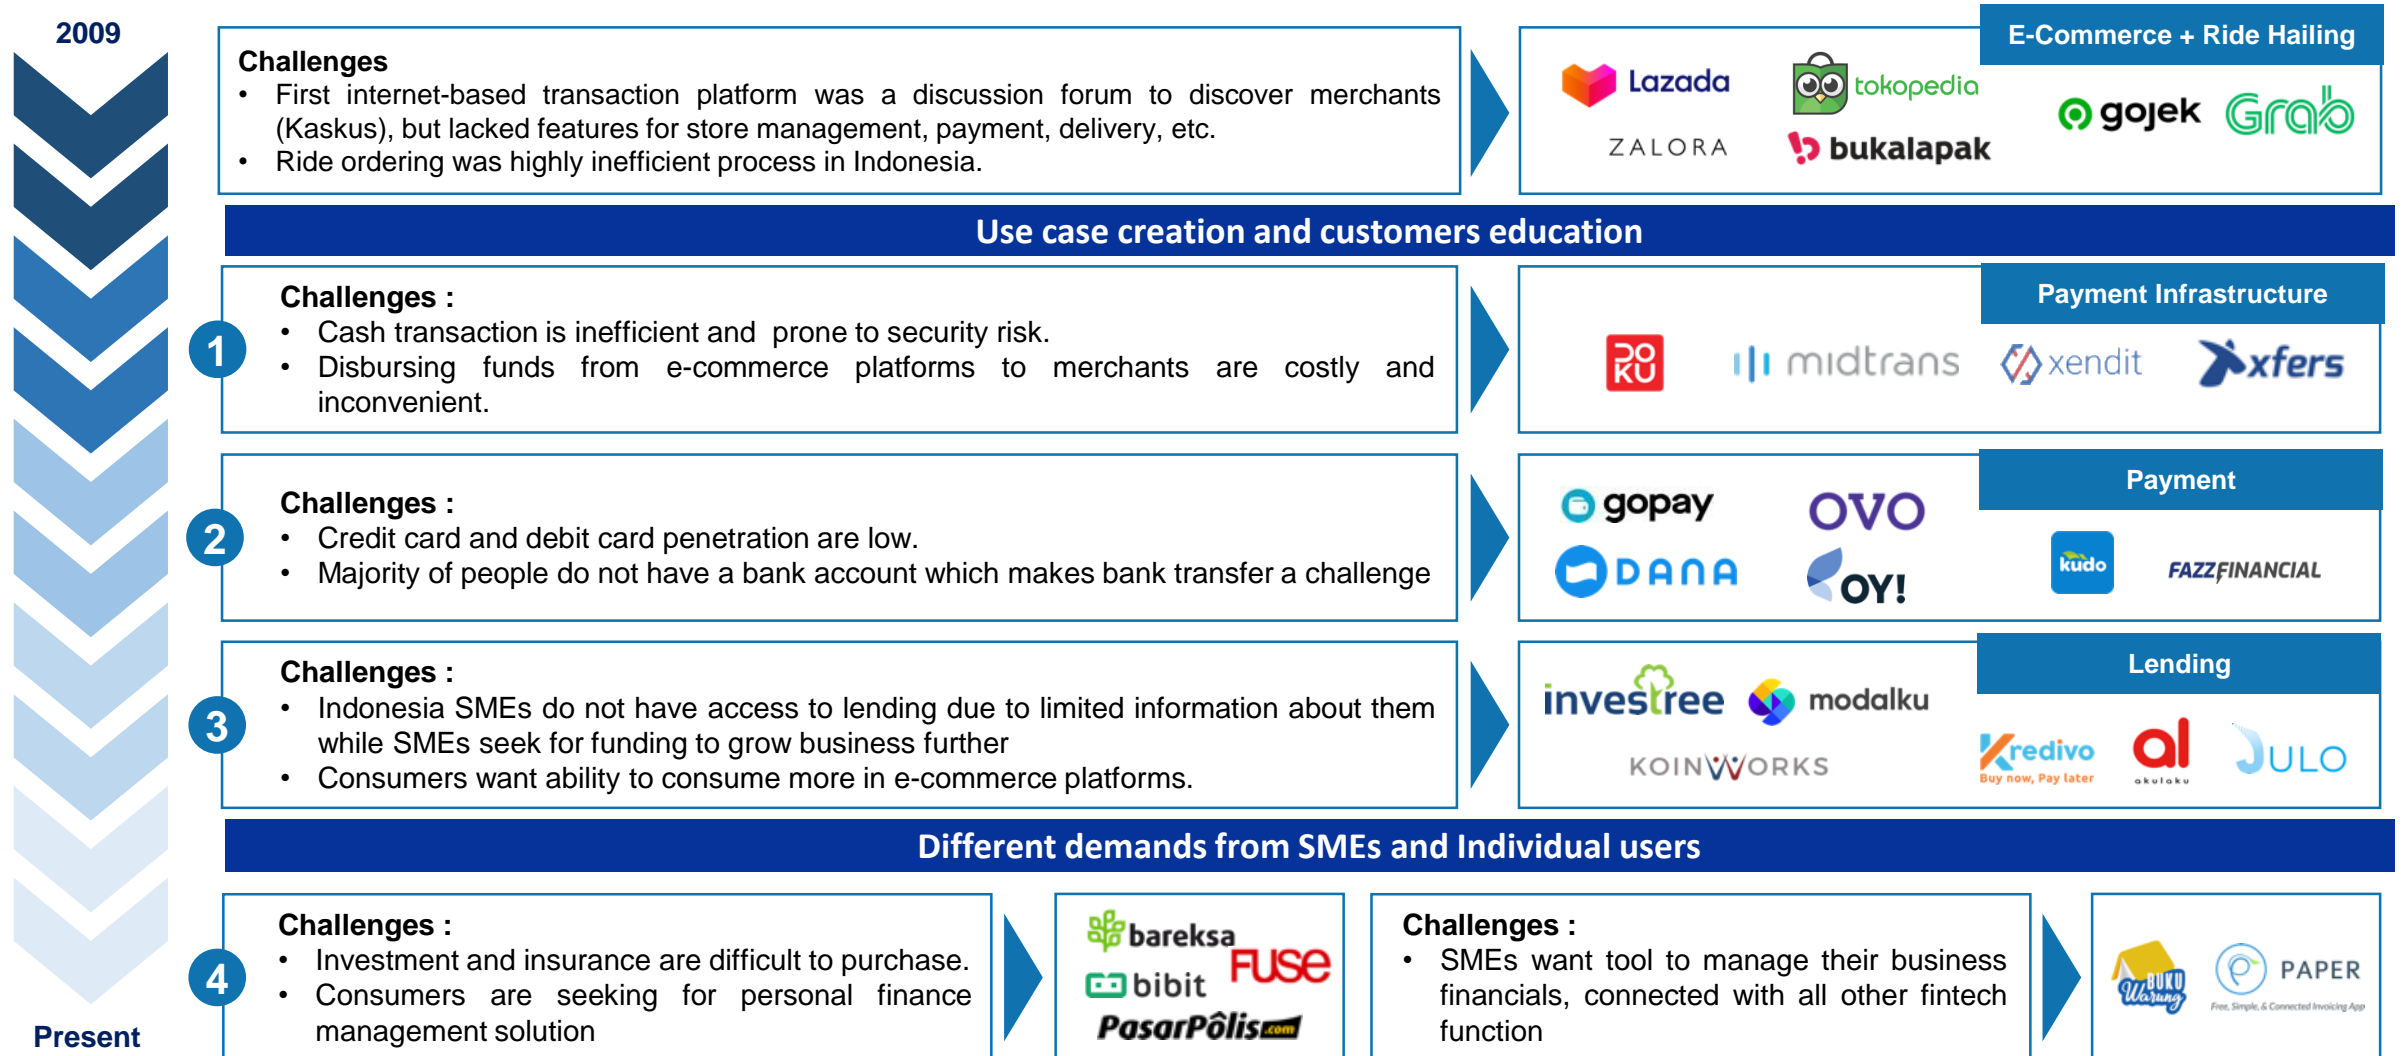 2009
Challenges
• First internet-based transaction platform was a discussion forum to discover merchants
(Kaskus), but lacked features for store management, payment, delivery, etc.
• Ride ordering was highly inefficient process in Indonesia.
E-Commerce + Ride Hailing
Lazada
tokopedia
gojek
Grab
ZALORA
bukalapak
Use case creation and customers education
1
Challenges :
• Cash transaction is inefficient and  prone to security risk.
• Disbursing funds from e-commerce platforms to merchants are costly and
inconvenient.
Payment Infrastructure
DOKU
midtrans
xendit
xfers
2
Challenges :
• Credit card and debit card penetration are low.
• Majority of people do not have a bank account which makes bank transfer a challenge
Payment
gopay
OVO
DANA
OY!
kudo
FAZZFINANCIAL
3
Challenges :
• Indonesia SMEs do not have access to lending due to limited information about them
while SMEs seek for funding to grow business further
• Consumers want ability to consume more in e-commerce platforms.
Lending
investree
modalku
KOINWORKS
kredivo
Buy now, Pay later
al
akulaku
JULO
Different demands from SMEs and Individual users
4
Challenges :
• Investment and insurance are difficult to purchase.
• Consumers are seeking for personal finance
management solution
bareksa
FUSE
bibit
PasarPôlis.com
Challenges :
• SMEs want tool to manage their business
financials, connected with all other fintech
function
BUKU
Warung
PAPER
Free, Simple, & Connected Invoicing App
Present